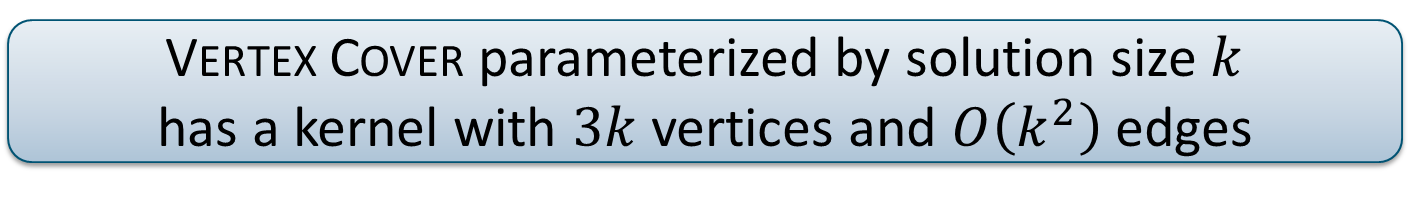 VERTEX COVER parameterized by solution size k
has a kernel with 3k vertices and O(k²) edges